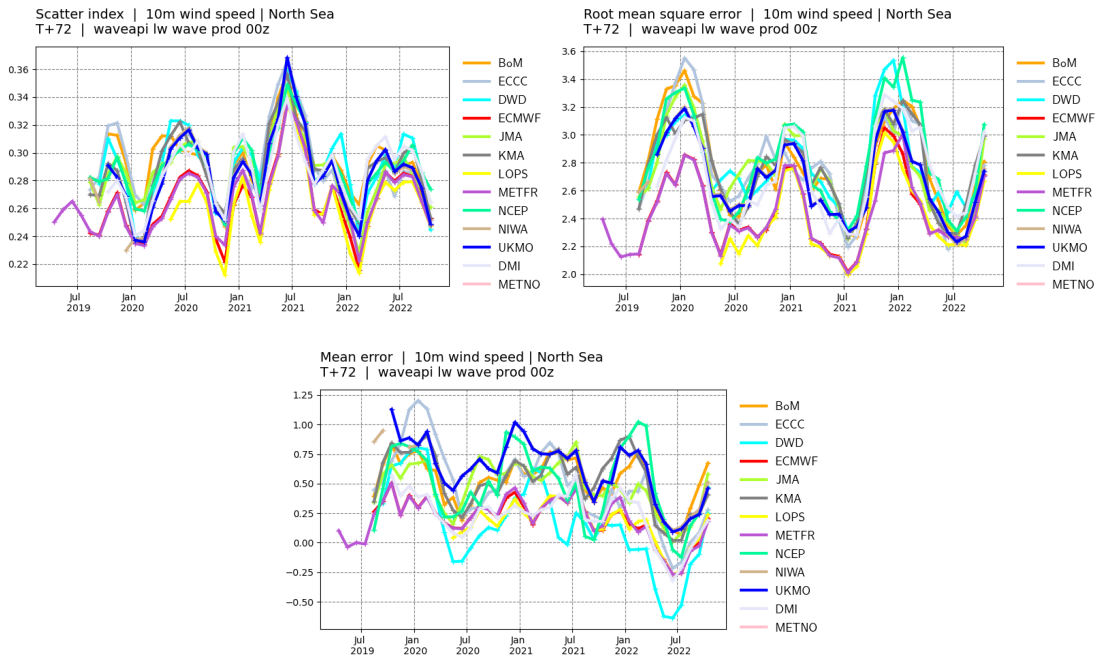 Scatter index  |  10m wind speed | North Sea
T+72  |  waveapi lw wave prod 00z
0.36
0.34
0.32
0.30
0.28
0.26
0.24
0.22
Jul
2019
Jan
2020
Jul
2020
Jan
2021
Jul
2021
Jan
2022
Jul
2022
BoM
ECCC
DWD
ECMWF
JMA
KMA
LOPS
METFR
NCEP
NIWA
UKMO
DMI
METNO
Root mean square error  |  10m wind speed | North Sea
T+72  |  waveapi lw wave prod 00z
3.6
3.4
3.2
3.0
2.8
2.6
2.4
2.2
2.0
Jul
2019
Jan
2020
Jul
2020
Jan
2021
Jul
2021
Jan
2022
Jul
2022
BoM
ECCC
DWD
ECMWF
JMA
KMA
LOPS
METFR
NCEP
NIWA
UKMO
DMI
METNO
Mean error  |  10m wind speed | North Sea
T+72  |  waveapi lw wave prod 00z
1.25
1.00
0.75
0.50
0.25
0.00
−0.25
−0.50
Jul
2019
Jan
2020
Jul
2020
Jan
2021
Jul
2021
Jan
2022
Jul
2022
BoM
ECCC
DWD
ECMWF
JMA
KMA
LOPS
METFR
NCEP
NIWA
UKMO
DMI
METNO